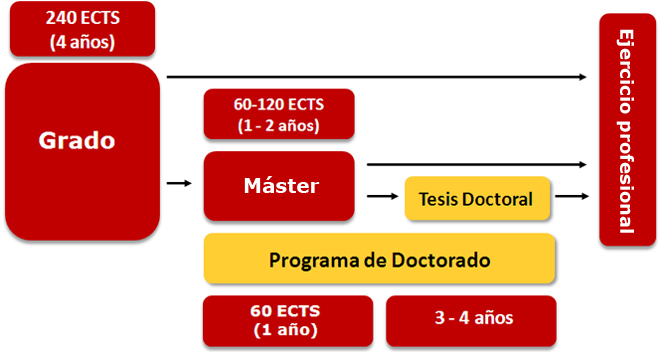 240 ECTS
(4 años)
Grado
60-120 ECTS
(1 - 2 años)
Máster
Tesis Doctoral
Ejercicio profesional
Programa de Doctorado
60 ECTS
(1 año)
3 - 4 años